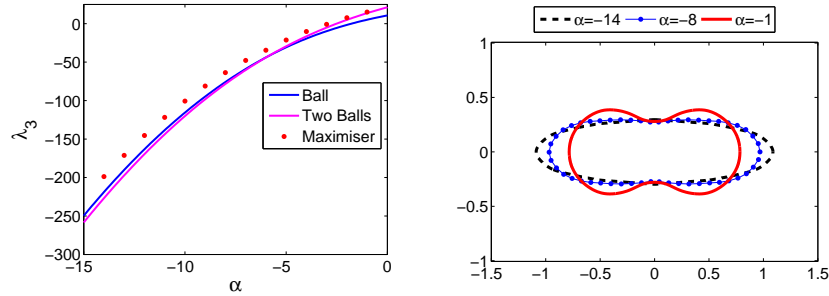 0
−50
−100
−150
−200
−250
−300
−15
−10
−5
0
λ3
α
Ball
Two Balls
Maximiser
α=−14
α=−8
α=−1
1
0.5
0
−0.5
−1
−1.5
−1
−0.5
0
0.5
1
1.5